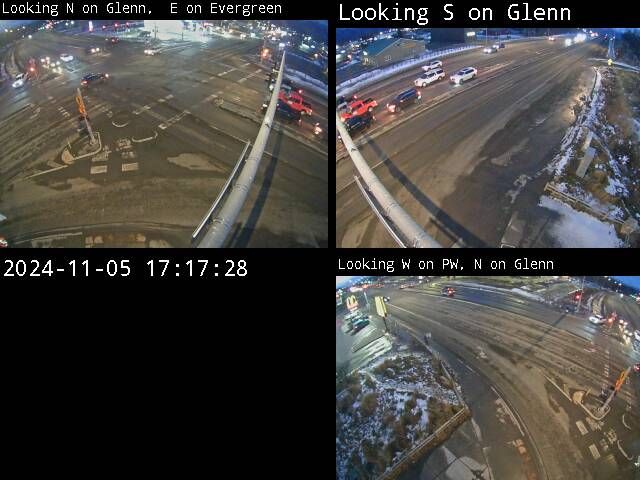 Looking N on Glenn,  E on Evergreen
Looking S on Glenn
2024-11-05 17:17:28
Looking W on PW, N on Glenn